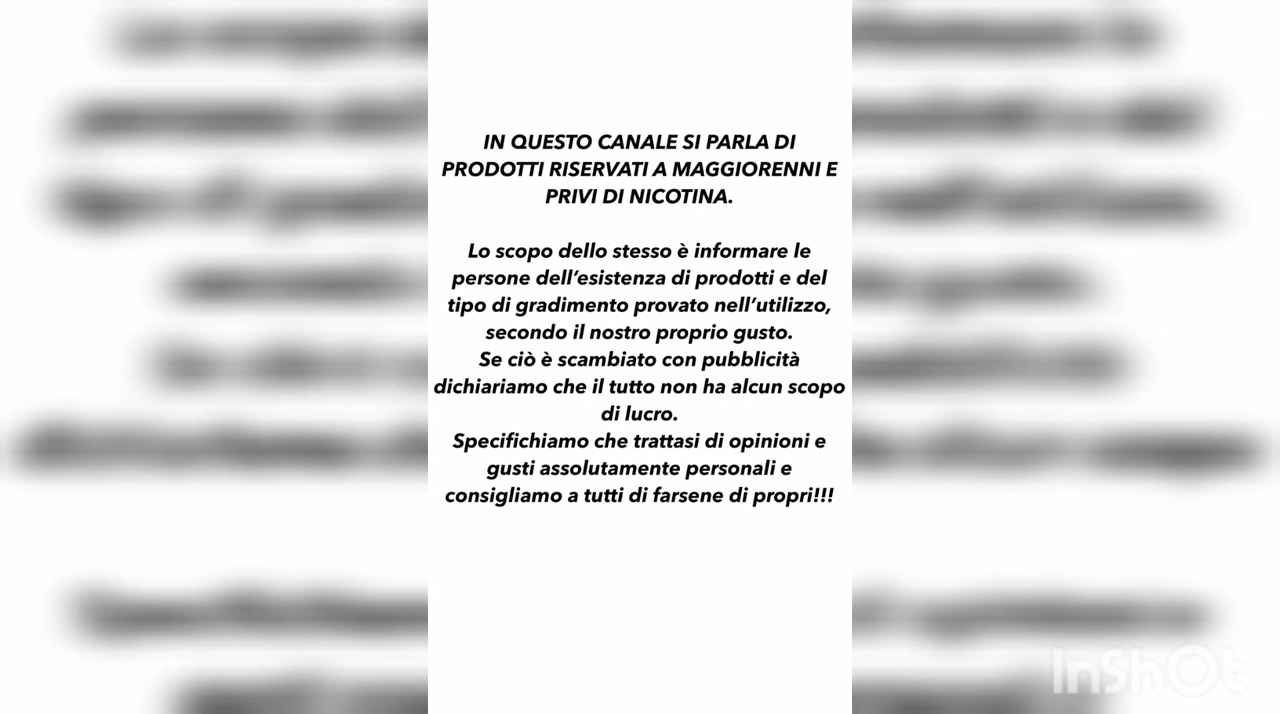 IN QUESTO CANALE SI PARLA DI
PRODOTTI RISERVATI A MAGGIORENNI E
PRIVI DI NICOTINA.
Lo scopo dello stesso è informare le
persone dell’esistenza di prodotti e del
tipo di gradimento provato nell’utilizzo,
secondo il nostro proprio gusto.
Se ciò è scambiato con pubblicità
dichiariamo che il tutto non ha alcun scopo
di lucro.
Specifichiamo che trattasi di opinioni e
gusti assolutamente personali e
consigliamo a tutti di farsene di propri!!!
InShOt